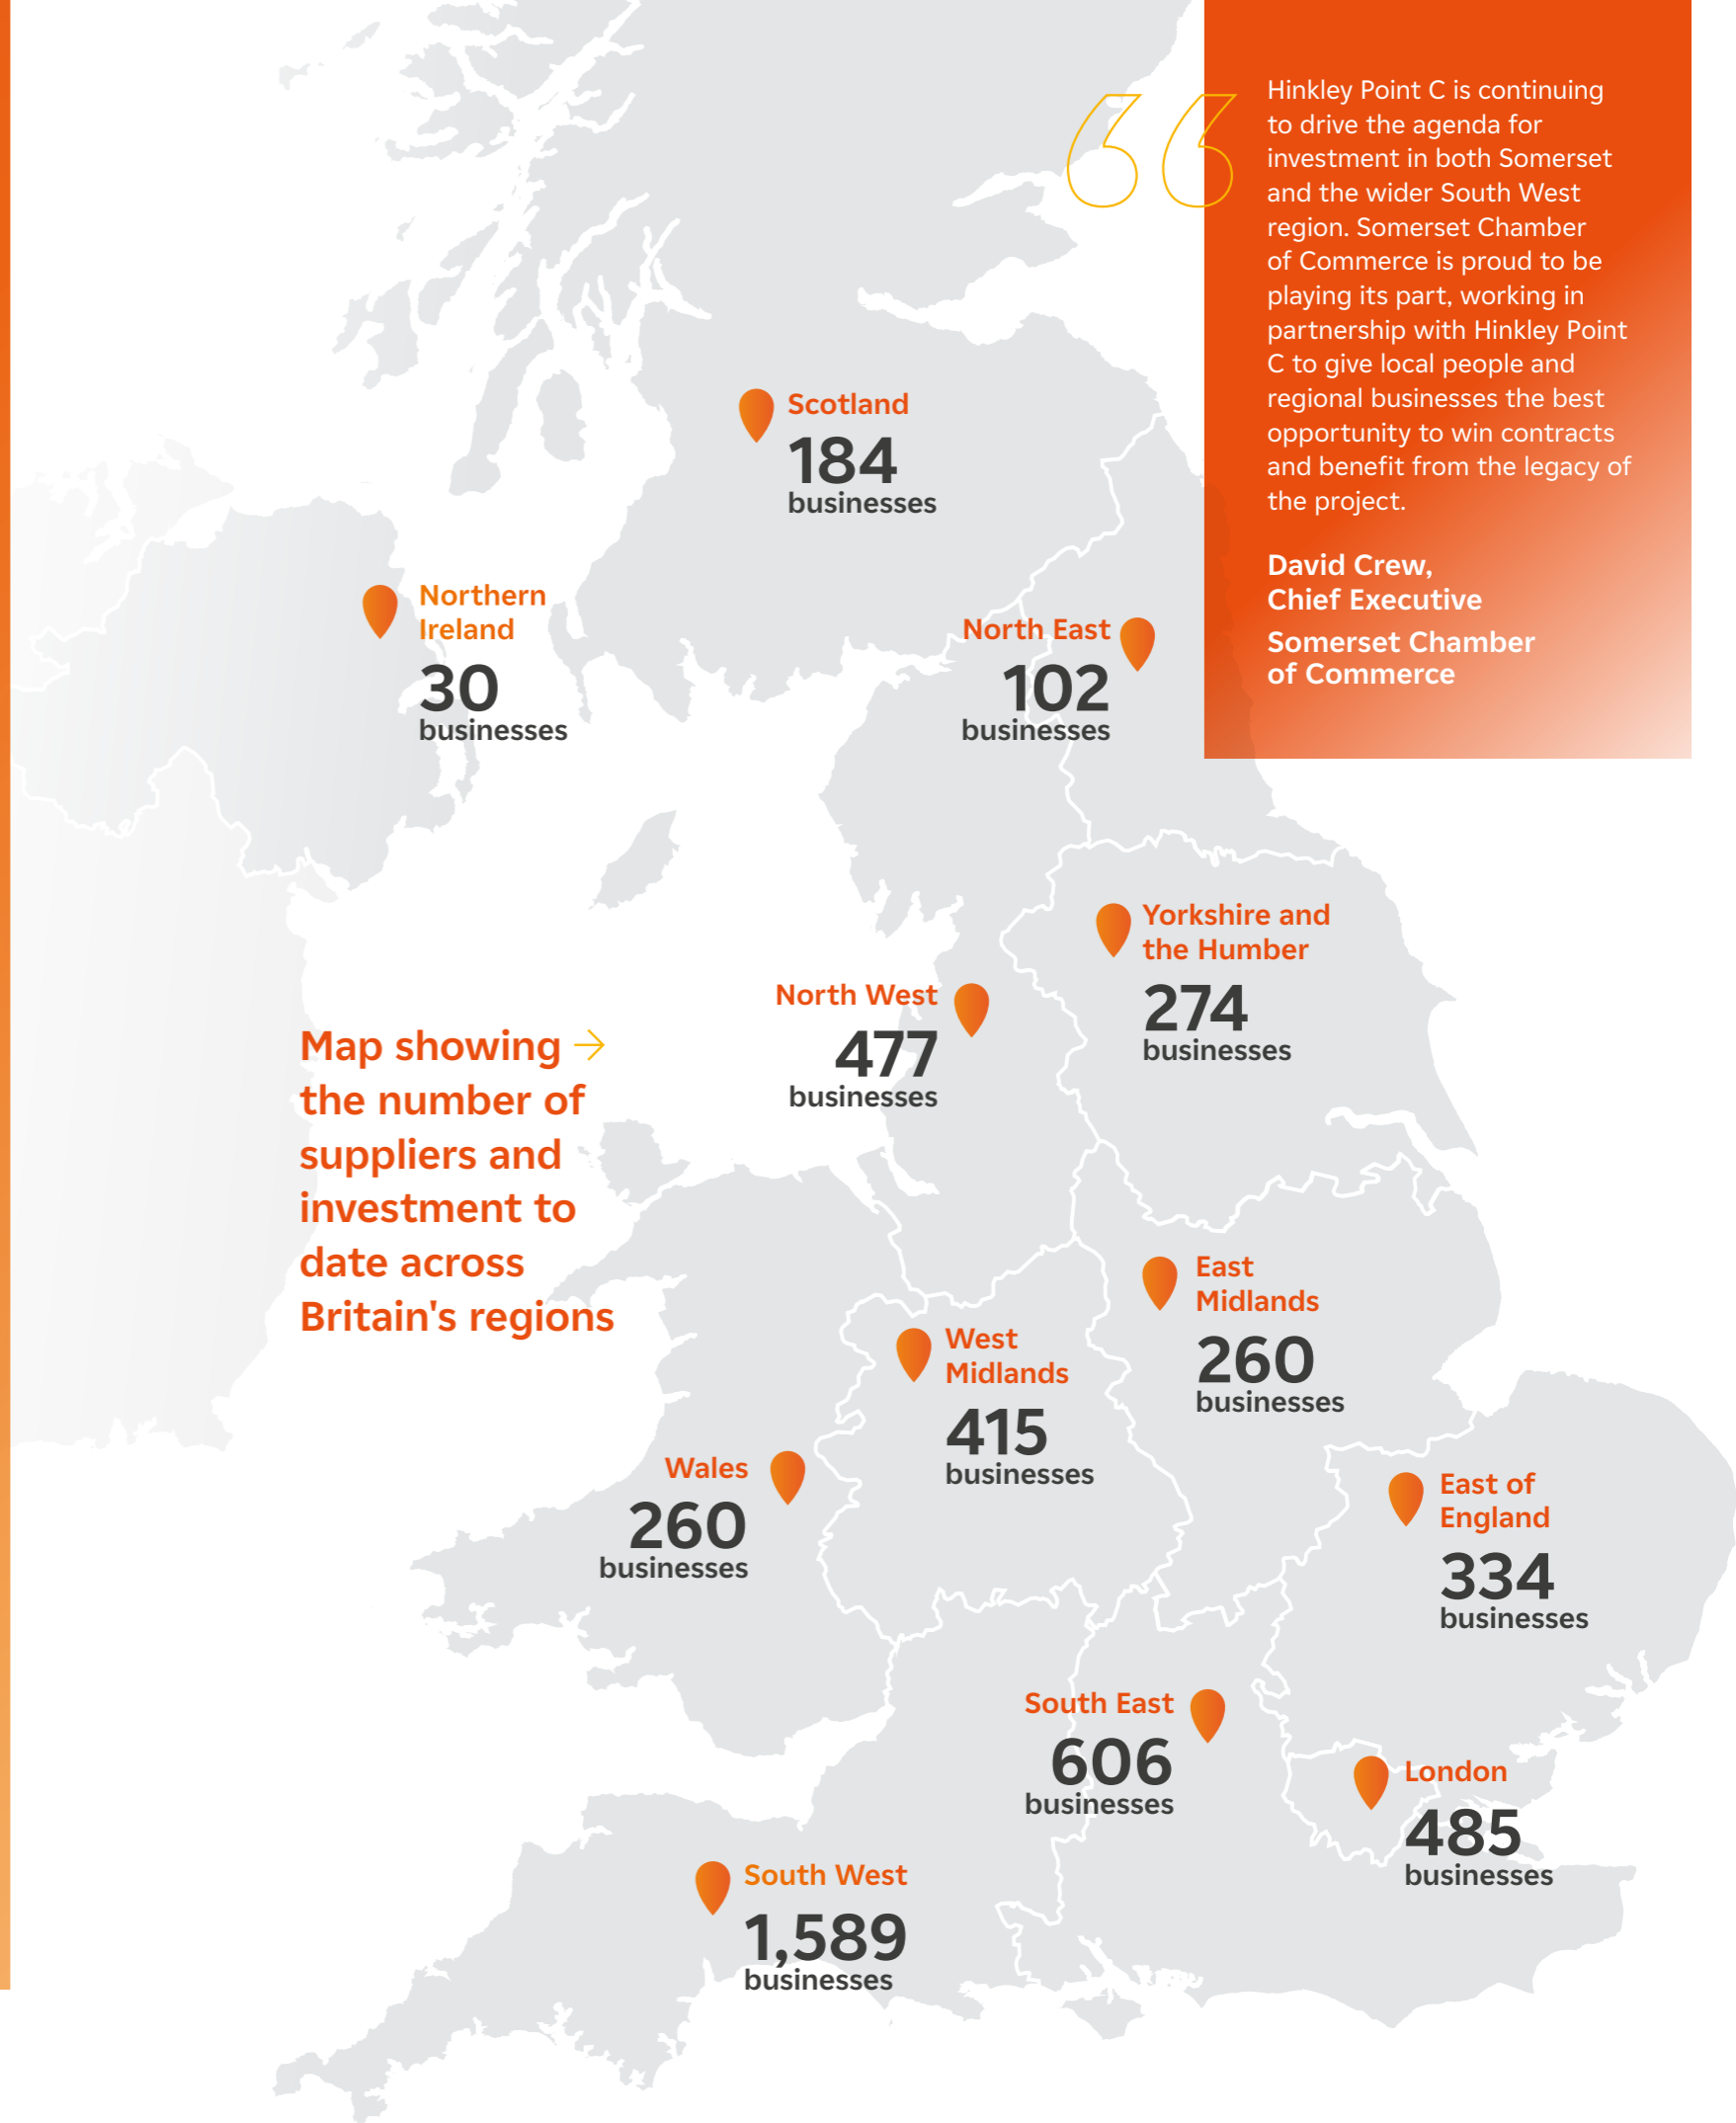 Hinkley Point C is continuing
to drive the agenda for
investment in both Somerset
and the wider South West
region. Somerset Chamber
of Commerce is proud to be
playing its part, working in
partnership with Hinkley Point
C to give local people and
regional businesses the best
opportunity to win contracts
and benefit from the legacy of
the project.
David Crew,
Chief Executive
Somerset Chamber
of Commerce
Scotland
184
businesses
Northern
Ireland
30
businesses
North East
102
businesses
Yorkshire and
the Humber
274
businesses
North West
477
businesses
Map showing →
the number of
suppliers and
investment to
date across
Britain's regions
East
Midlands
260
businesses
West
Midlands
415
businesses
Wales
260
businesses
East of
England
334
businesses
South East
606
businesses
London
485
businesses
South West
1,589
businesses